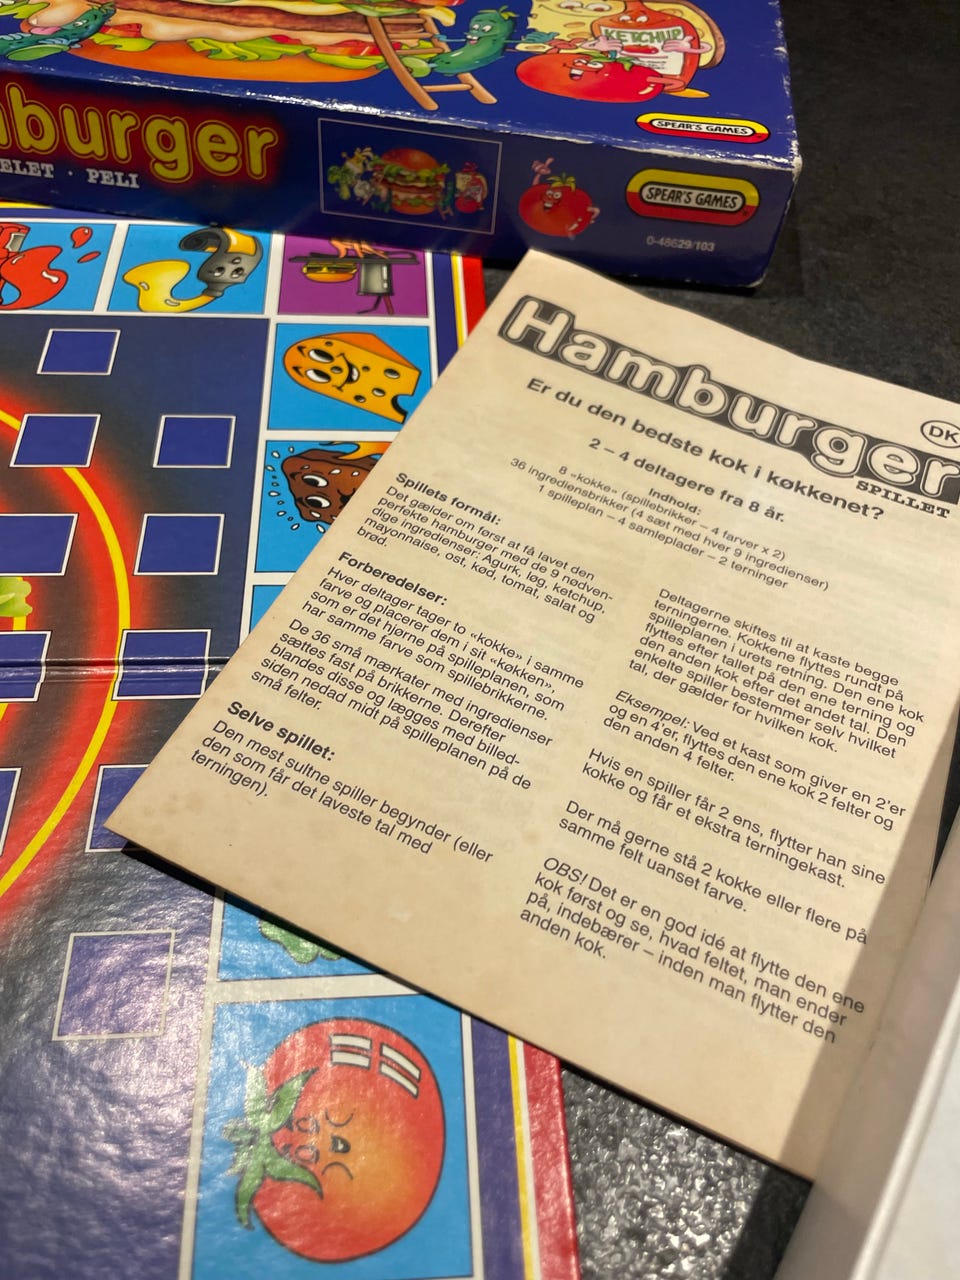 KETCHUP
SPEAR'S GAMES
mburger
PELI
SPEAR'S GAMES
0-48629/103
Hamburger
SPILLET
DK
Er du den bedste kok i køkkenet?
2 – 4 deltagere fra 8 år.
Indhold:
8 «kokke» (spillebrikker – 4 farver x 2)
36 ingrediensbrikker (4 sæt med hver 9 ingredienser)
1 spilleplan – 4 samleplader – 2 terninger
Spillets formål:
Det gælder om først at få lavet den
perfekte hamburger med de 9 nødven-
dige ingredienser: Agurk, løg, ketchup,
mayonnaise, ost, kød, tomat, salat og
brød.
Forberedelser:
Hver deltager tager to «kokke» i samme
farve og placerer dem i sit «køkken»,
som er det hjørne på spilleplanen, som
har samme farve som spillebrikkerne.
De 36 små mærkater med ingredienser
sættes fast på brikkerne. Derefter
blandes disse og lægges med billed-
siden nedad midt på spilleplanen på de
små felter.
Selve spillet:
Den mest sultne spiller begynder (eller
den som får det laveste tal med
terningen).
Deltagerne skiftes til at kaste begge
terningerne. Kokkene flyttes rundt på
spilleplanen i urets retning. Den ene kok
flyttes efter tallet på den ene terning og
den anden kok efter det andet tal. Den
enkelte spiller bestemmer selv hvilket
tal, der gælder for hvilken kok.
Eksempel: Ved et kast som giver en 2'er
og en 4'er, flyttes den ene kok 2 felter og
den anden 4 felter.
Hvis en spiller får 2 ens, flytter han sine
kokke og får et ekstra terningekast.
Der må gerne stå 2 kokke eller flere på
samme felt uanset farve.
OBS! Det er en god idé at flytte den ene
kok først og se, hvad feltet, man ender
på, indebærer – inden man flytter den
anden kok.